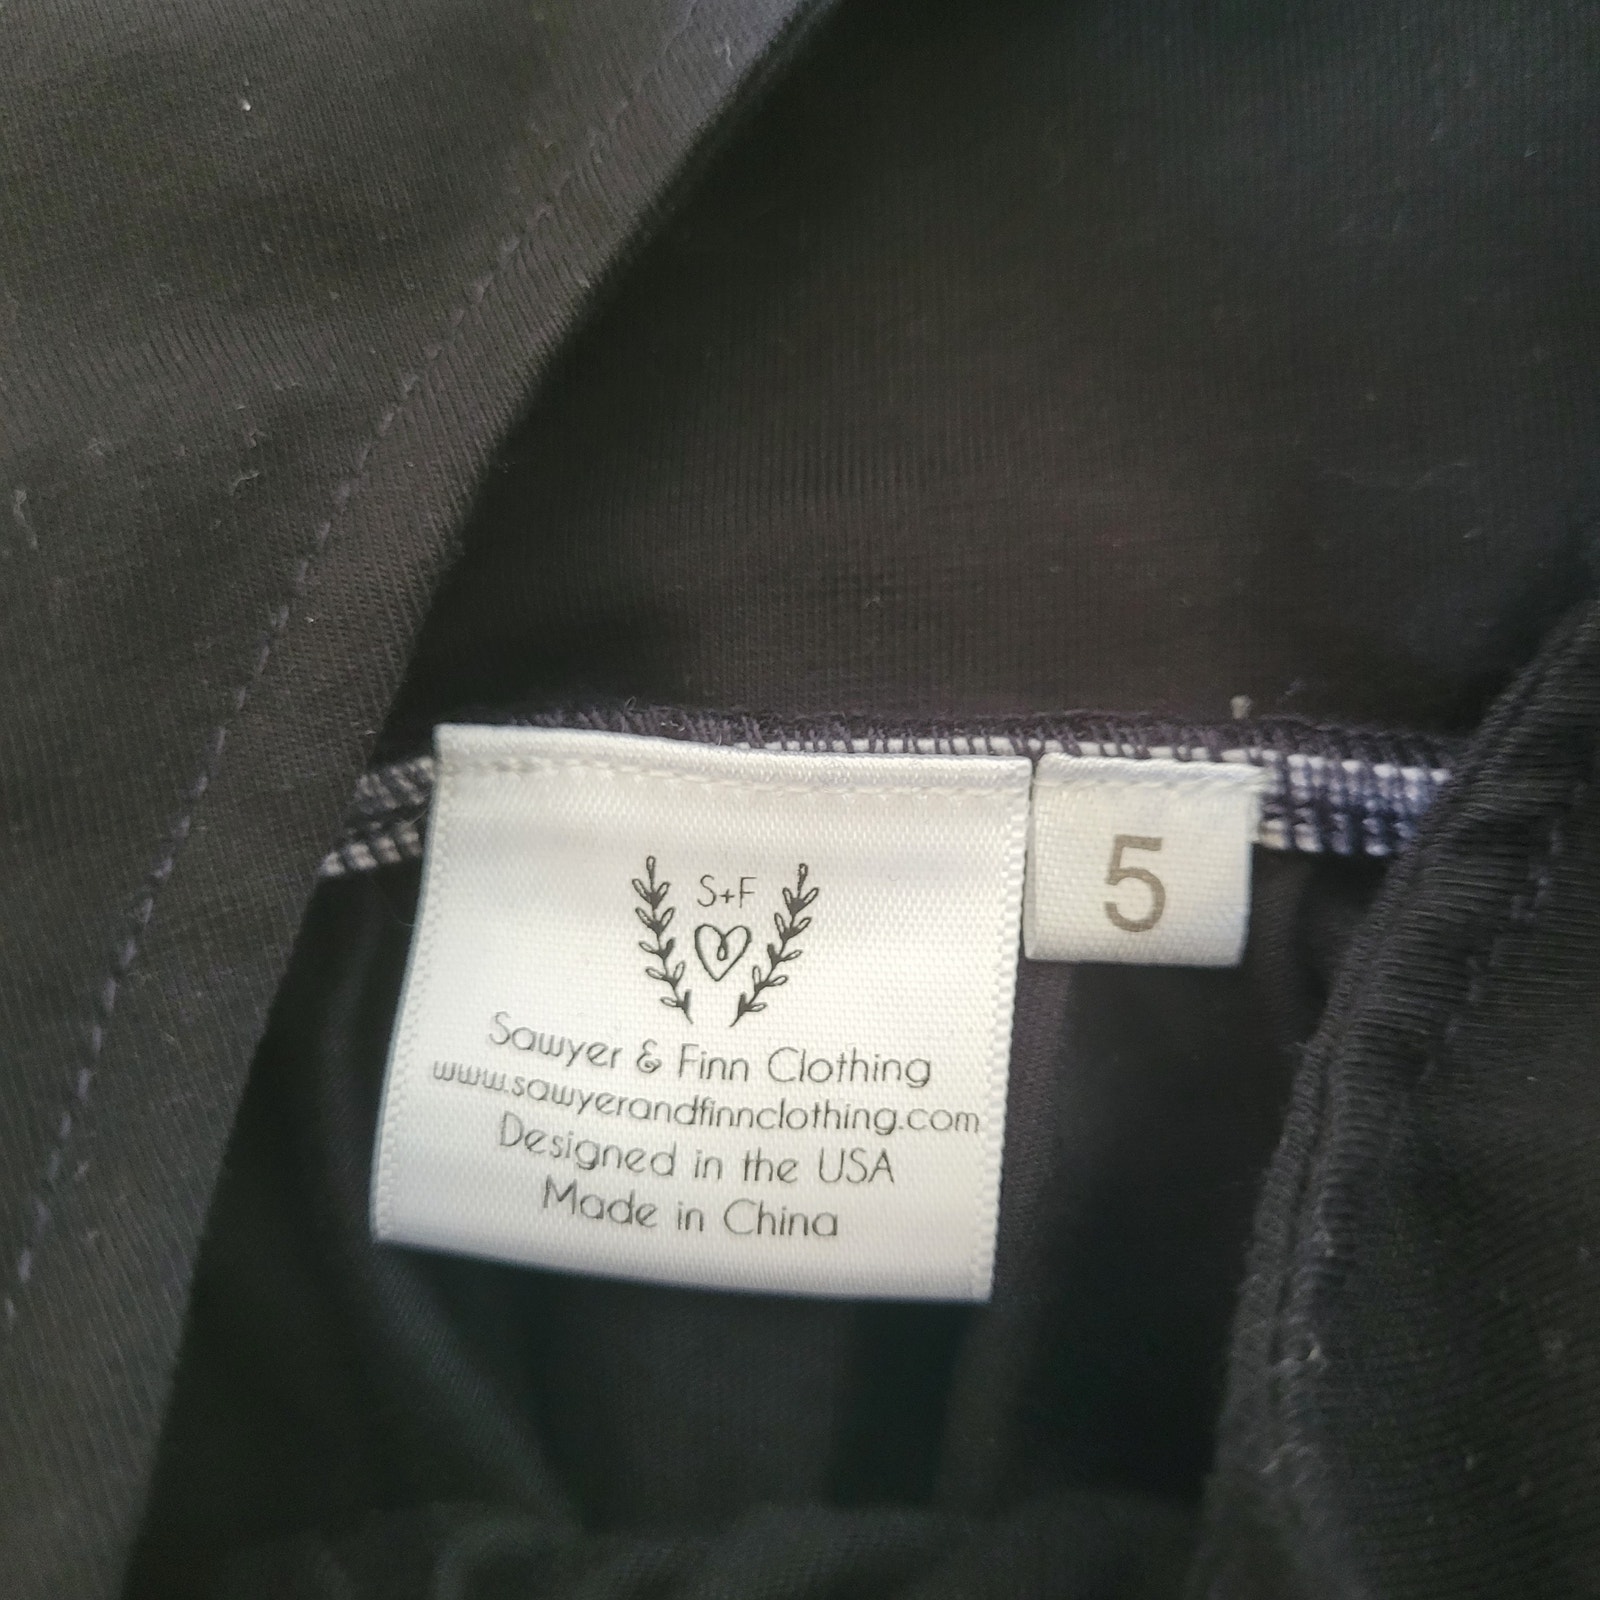 S+F
Sawyer & Finn Clothing
www.sawyerandfinnclothing.com
Designed in the USA
Made in China
5